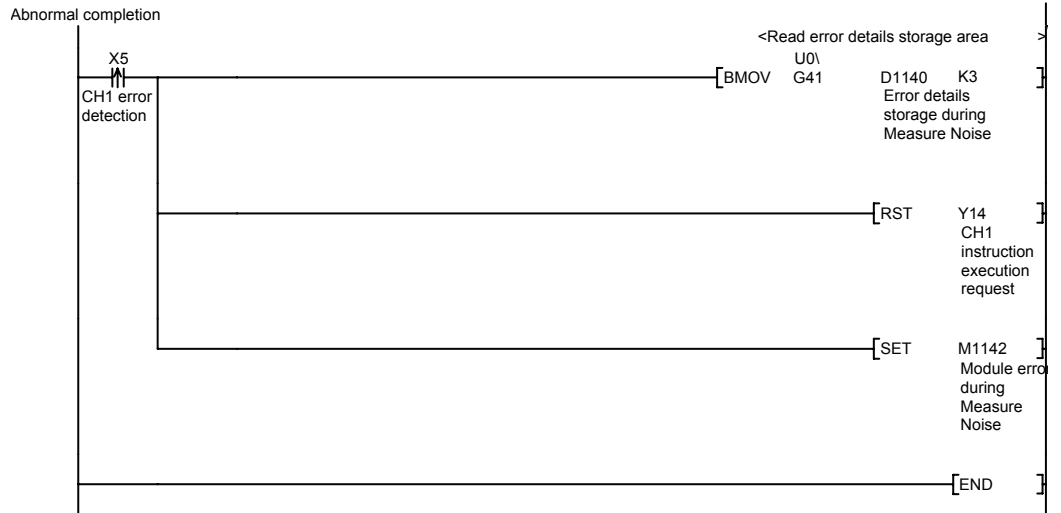 Abnormal completion
<Read error details storage area >
X5
U0\
BMOV G41 D1140 K3
CH1 error
detection
Error details
storage during
Measure Noise
RST Y14
CH1
instruction
execution
request
SET M1142
Module error
during
Measure
Noise
END